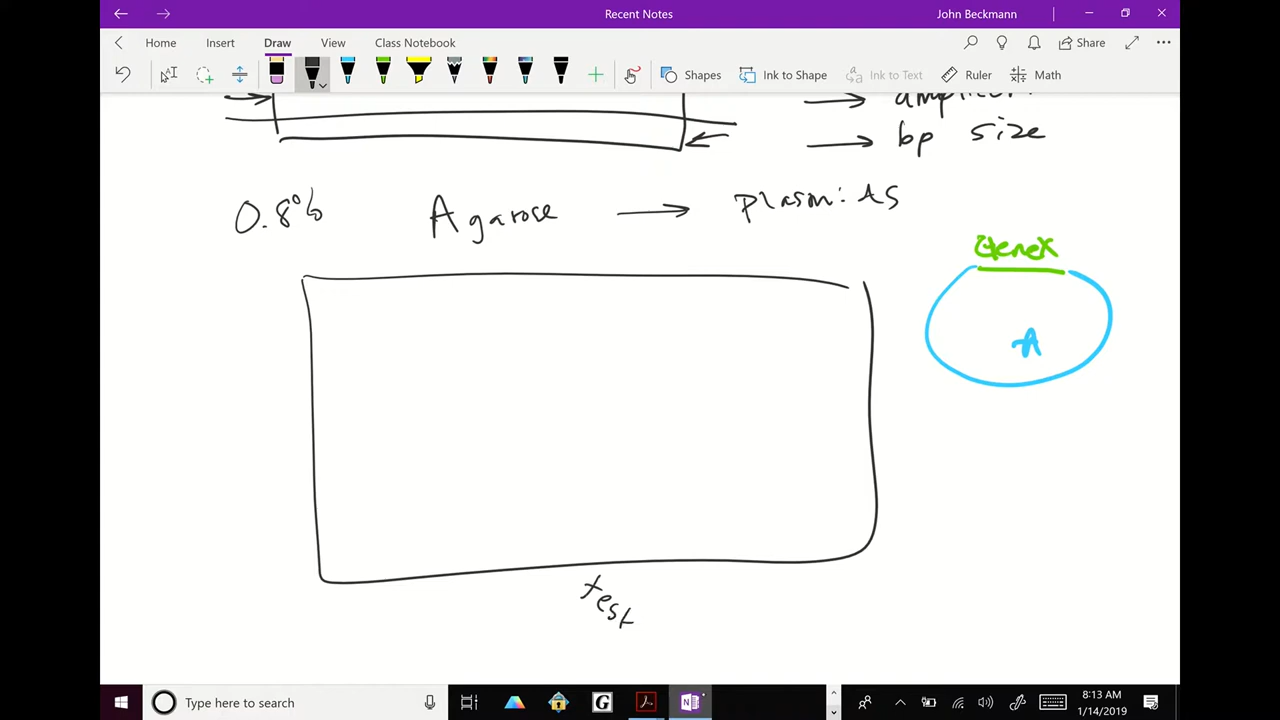 Recent Notes
John Beckmann
Home Insert Draw View Class Notebook
Share
Shapes Ink to Shape Ink to Text Ruler Math
bp size
0.8% Agarose → Plasmids
A
test
Type here to search
8:13 AM
1/14/2019